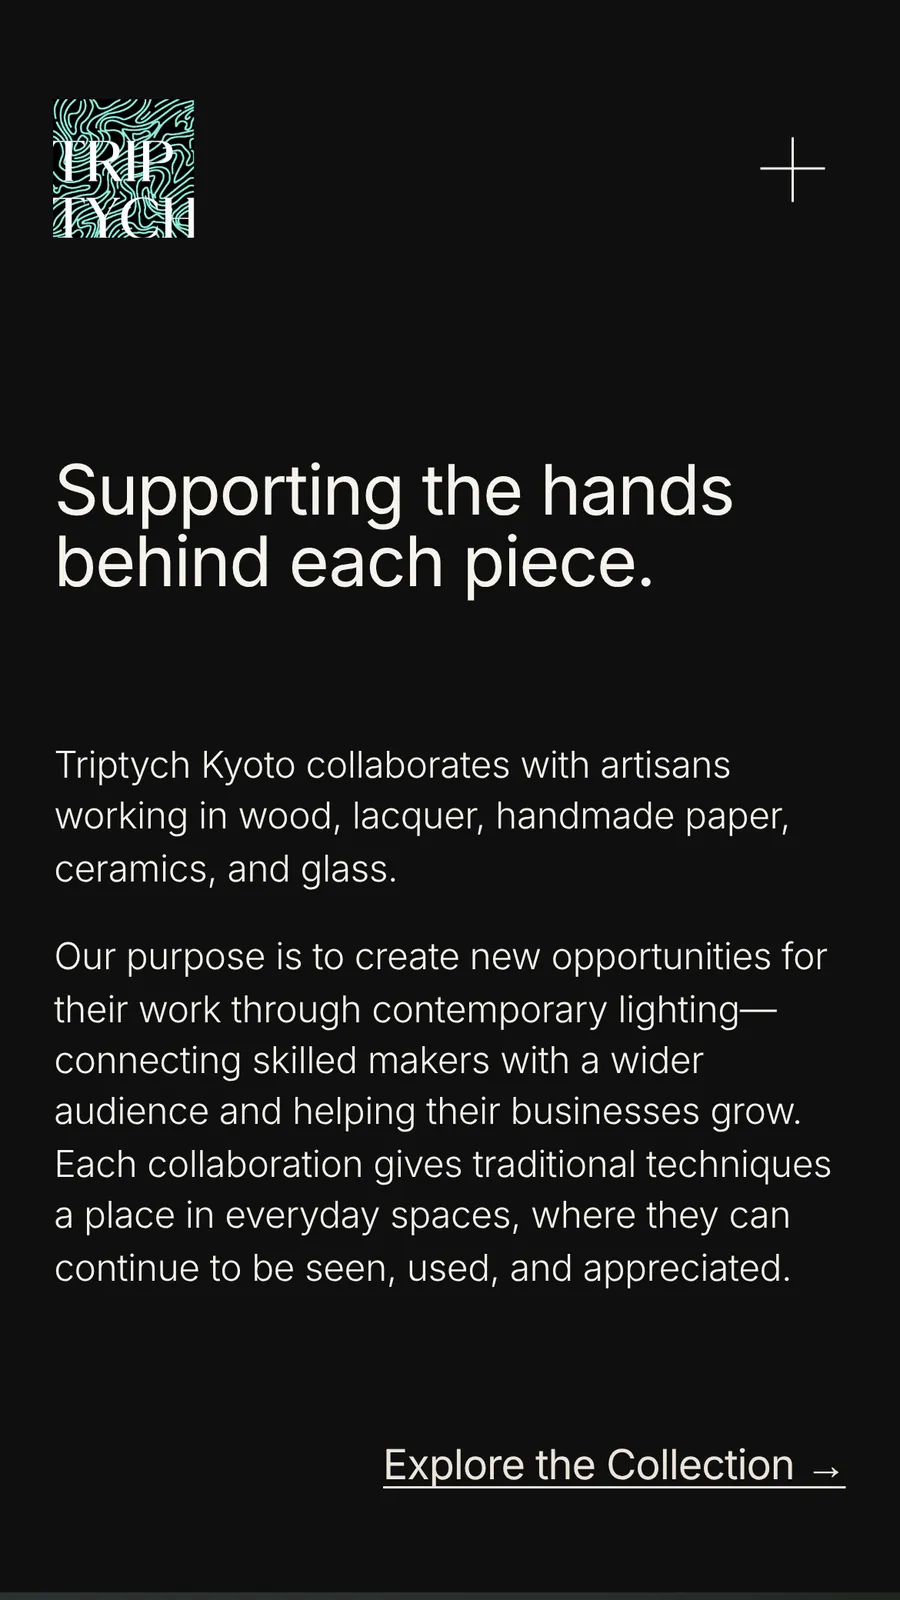 TRIP
TYCH
Supporting the hands
behind each piece.
Triptych Kyoto collaborates with artisans
working in wood, lacquer, handmade paper,
ceramics, and glass.
Our purpose is to create new opportunities for
their work through contemporary lighting—
connecting skilled makers with a wider
audience and helping their businesses grow.
Each collaboration gives traditional techniques
a place in everyday spaces, where they can
continue to be seen, used, and appreciated.
Explore the Collection →